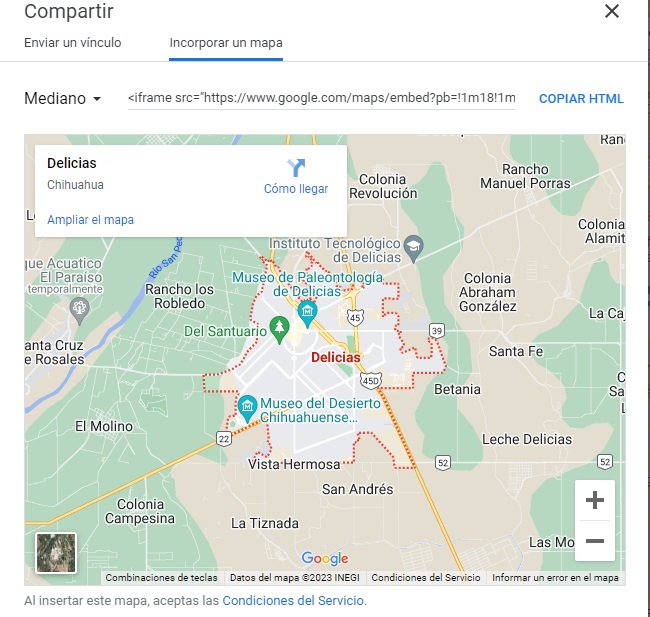 Compartir
Enviar un vínculo
Incorporar un mapa
Mediano
<iframe src="https://www.google.com/maps/embed?pb=!1m18!1m
COPIAR HTML
Delicias
Chihuahua
Cómo llegar
Ampliar el mapa
Colonia
Revolución
Rancho
Manuel Porras
Ran
L
Río San Pe
Colonia
Alamit
Instituto Tecnológico
de Delicias
que Acuatico
El Paraíso
temporalmente
Rancho los
Robledo
Museo de Paleontología
de Delicias
Colonia
Abraham
González
45
La Ca
Del Santuario
39
anta Cruz
e Rosales
Delicias
Santa Fe
45D
Betania
C
Sa
L
Museo del Desierto
Chihuahuense...
El Molino
22
Leche Delicias
Vista Hermosa
52
52
San Andrés
Colonia
Campesina
La Tiznada
Las Mo
Google
Combinaciones de teclas
Datos del mapa ©2023 INEGI
Condiciones del Servicio
Informar un error en el mapa
Al insertar este mapa, aceptas las Condiciones del Servicio.